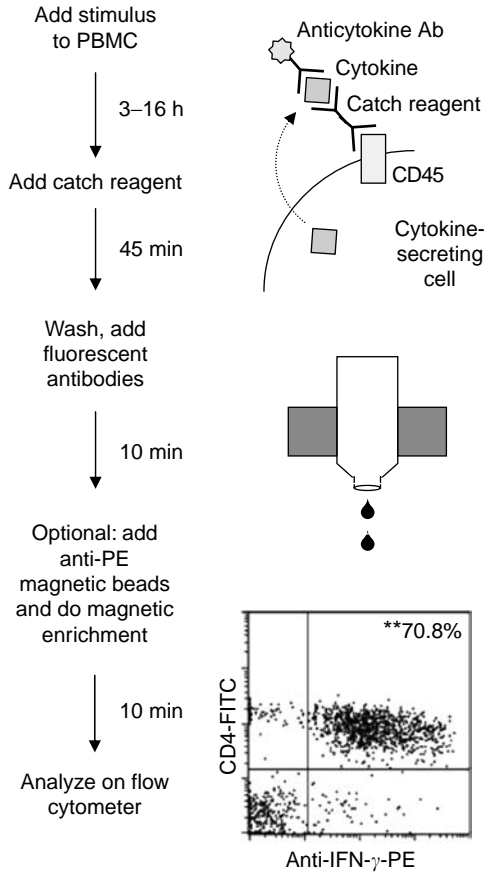 Add stimulus
to PBMC
3–16 h
Add catch reagent
45 min
Wash, add
fluorescent
antibodies
10 min
Optional: add
anti-PE
magnetic beads
and do magnetic
enrichment
10 min
Analyze on flow
cytometer
Anticytokine Ab
Cytokine
Catch reagent
CD45
Cytokine-
secreting
cell
**70.8%
CD4-FITC
Anti-IFN-γ-PE